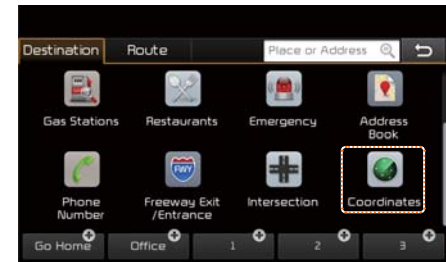 Destination Route Place or Address
Gas Stations Restaurants Emergency Address
Book
FWY
Phone Freeway Exit Intersection Coordinates
Number /Entrance
Go Home Office 1 2 3